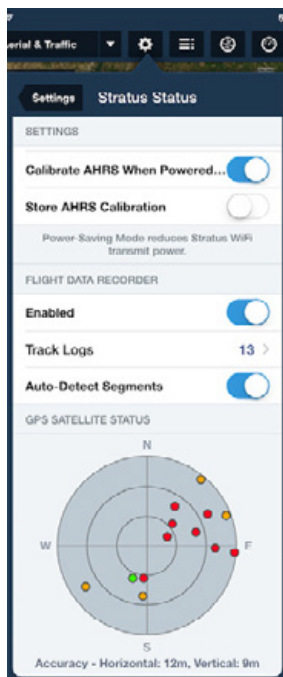 erial & Traffic
Settings Stratus Status
SETTINGS
Calibrate AHRS When Powered...
Store AHRS Calibration
Power-Saving Mode reduces Stratus WiFi
transmit power.
FLIGHT DATA RECORDER
Enabled
Track Logs 13 >
Auto-Detect Segments
GPS SATELLITE STATUS
N
W E
S
Accuracy - Horizontal: 12m, Vertical: 9m